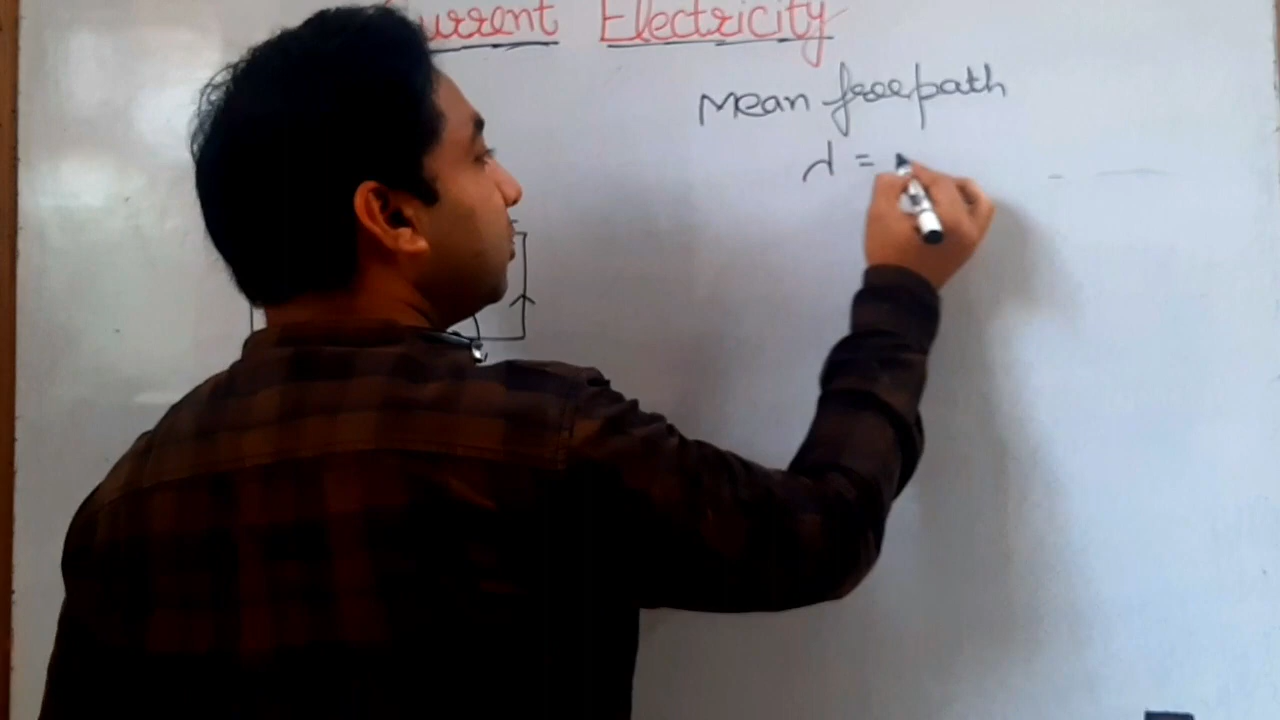 Current Electricity
Mean free path
λ =